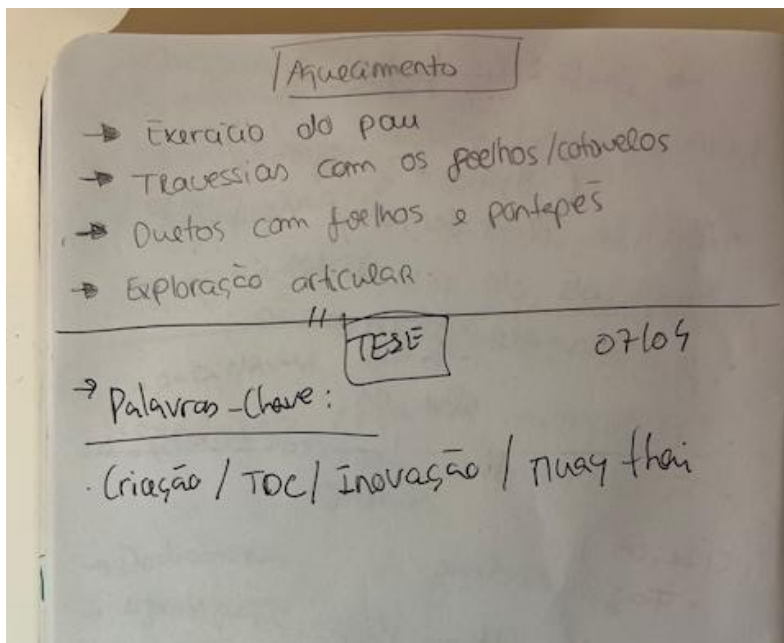 Aquecimento
→ Exercício do pau
→ Travessias com os joelhos/cotovelos
→ Duetos com joelhos e pontapés
→ Exploração articular
TESE 07/04
→ Palavras-Chave:
. Criação / TDC / Inovação / Muay thai